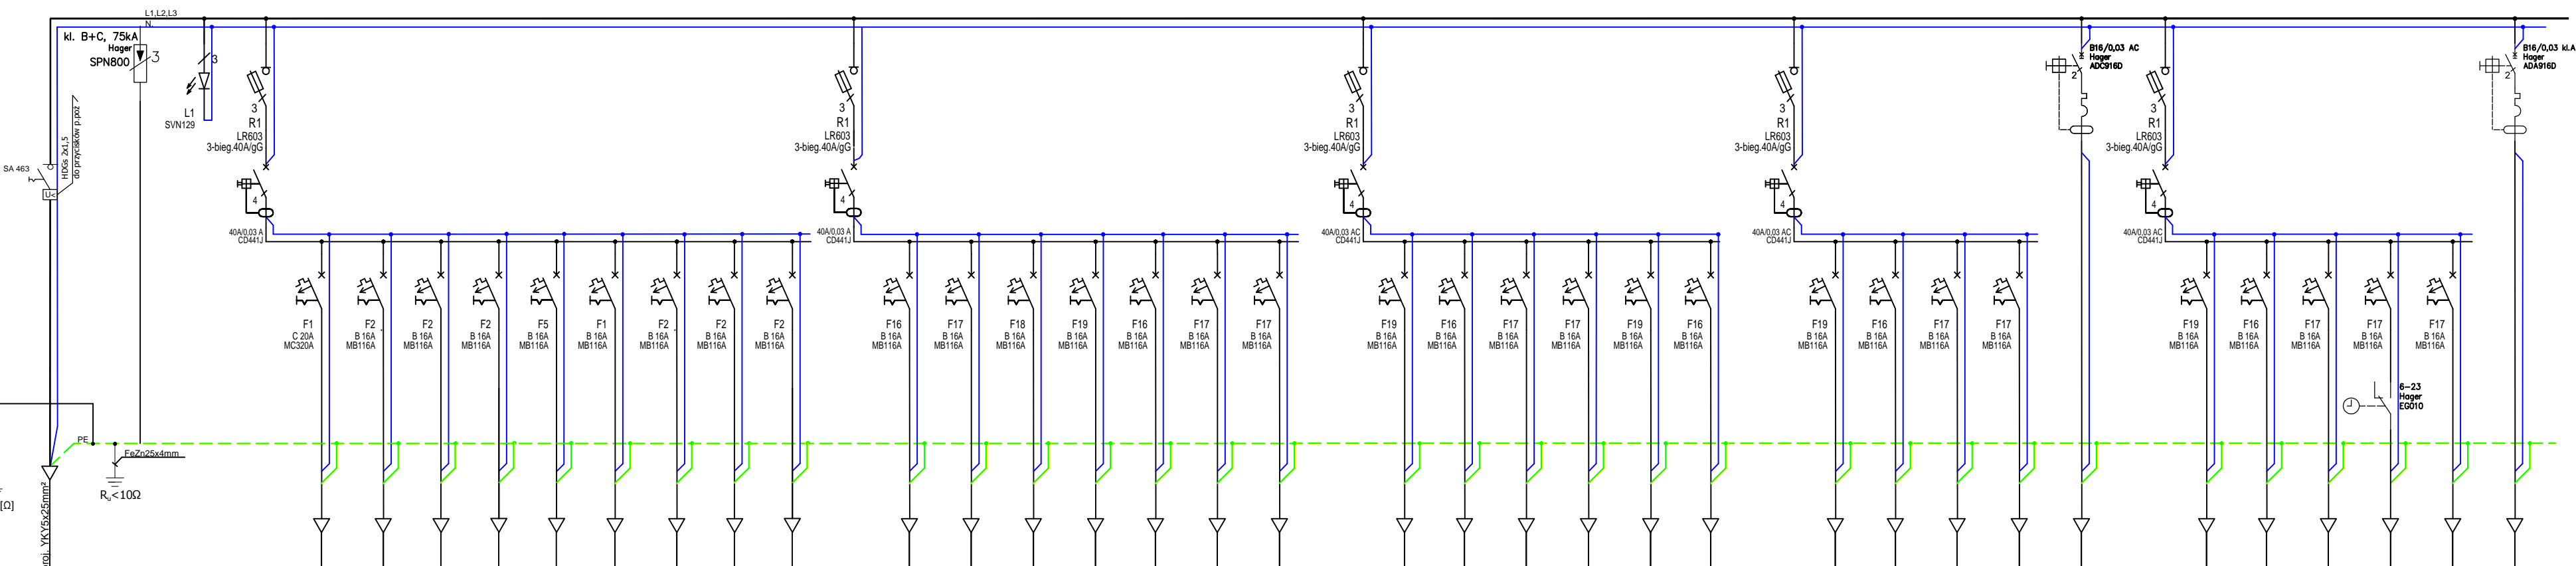 L1,L2,L3
N.
kl. B+C, 75kA
Hager
SPN800
3
3
L1
SVN129
HDGs 2x1,5
do przycisków p.poż
SA 463
U<
3
R1
LR603
3-bieg.40A/gG
4
40A/0,03 A
CD441J
3
R1
LR603
3-bieg.40A/gG
4
40A/0,03 A
CD441J
3
R1
LR603
3-bieg.40A/gG
4
40A/0,03 AC
CD441J
3
R1
LR603
3-bieg.40A/gG
4
40A/0,03 AC
CD441J
B16/0,03 AC
Hager
ADC916D
2
3
R1
LR603
3-bieg.40A/gG
4
40A/0,03 AC
CD441J
B16/0,03 kl.A
Hager
ADA916D
2
F1
C 20A
MC320A
F2
B 16A
MB116A
F2
B 16A
MB116A
F2
B 16A
MB116A
F5
B 16A
MB116A
F1
B 16A
MB116A
F2
B 16A
MB116A
F2
B 16A
MB116A
F2
B 16A
MB116A
F16
B 16A
MB116A
F17
B 16A
MB116A
F18
B 16A
MB116A
F19
B 16A
MB116A
F16
B 16A
MB116A
F17
B 16A
MB116A
F17
B 16A
MB116A
F19
B 16A
MB116A
F16
B 16A
MB116A
F17
B 16A
MB116A
F17
B 16A
MB116A
F19
B 16A
MB116A
F16
B 16A
MB116A
F19
B 16A
MB116A
F16
B 16A
MB116A
F17
B 16A
MB116A
F17
B 16A
MB116A
F19
B 16A
MB116A
F16
B 16A
MB116A
F17
B 16A
MB116A
F17
B 16A
MB116A
F17
B 16A
MB116A
6-23
Hager
EG010
PE
FeZn25x4mm
Ru<10Ω
[Ω]
proj. YKY5x25mm²